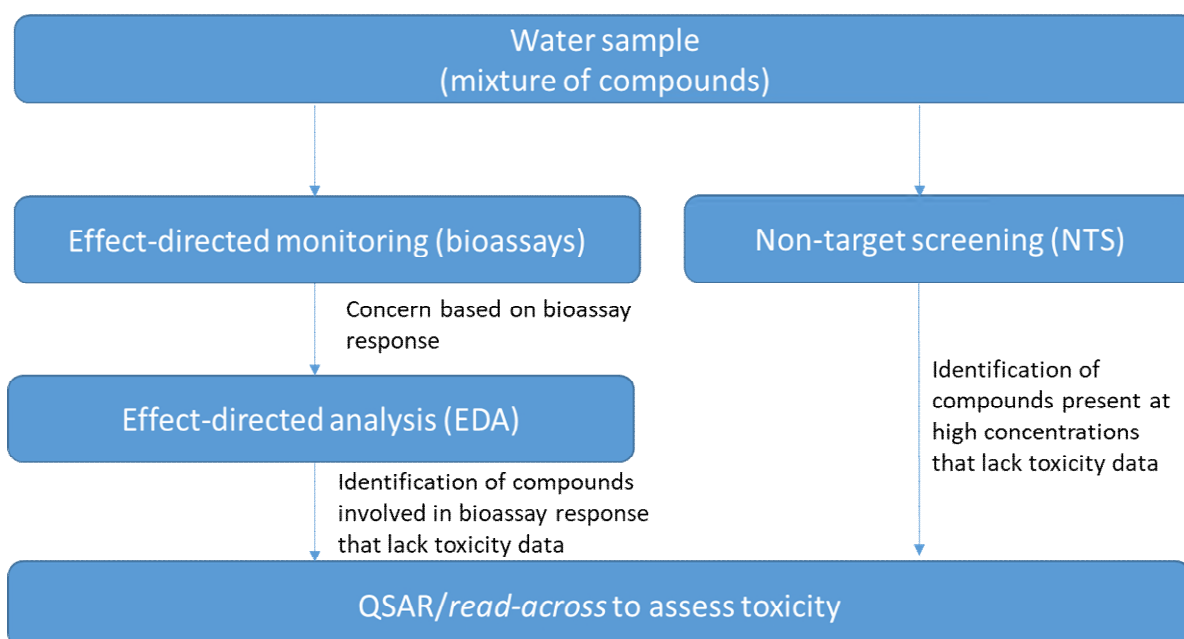 Water sample
(mixture of compounds)
Effect-directed monitoring (bioassays)
Non-target screening (NTS)
Concern based on bioassay
response
Effect-directed analysis (EDA)
Identification of
compounds present at
high concentrations
that lack toxicity data
Identification of compounds
involved in bioassay response
that lack toxicity data
QSAR/read-across to assess toxicity